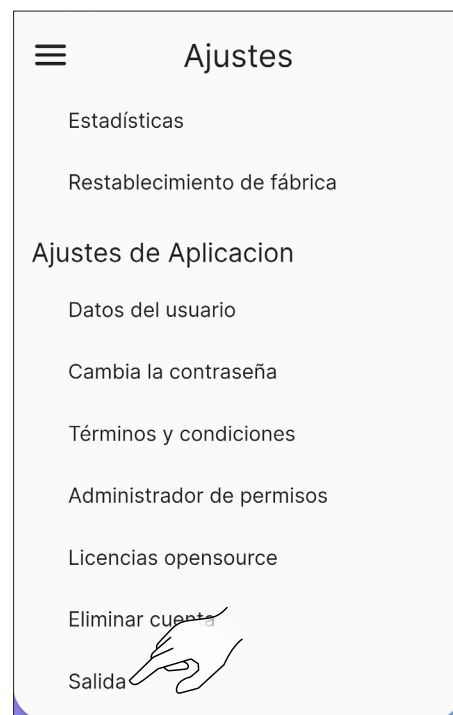 Ajustes
Estadísticas
Restablecimiento de fábrica
Ajustes de Aplicacion
Datos del usuario
Cambia la contraseña
Términos y condiciones
Administrador de permisos
Licencias opensource
Eliminar cuenta
Salida